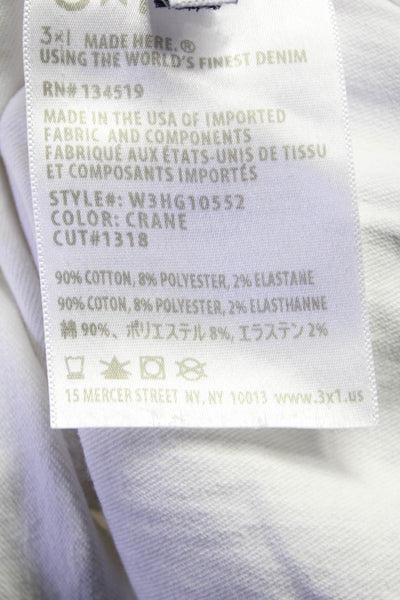 3×1 MADE HERE.®
USING THE WORLD'S FINEST DENIM
RN# 134519
MADE IN THE USA OF IMPORTED
FABRIC AND COMPONENTS
FABRIQUÉ AUX ÉTATS-UNIS DE TISSU
ET COMPOSANTS IMPORTÉS
STYLE#: W3HG10552
COLOR: CRANE
CUT#1318
90% COTTON, 8% POLYESTER, 2% ELASTANE
90% COTON, 8% POLYESTER, 2% ELASTHANNE
綿 90%、ポリエステル 8%, エラステン 2%
15 MERCER STREET NY, NY 10013 www.3x1.us